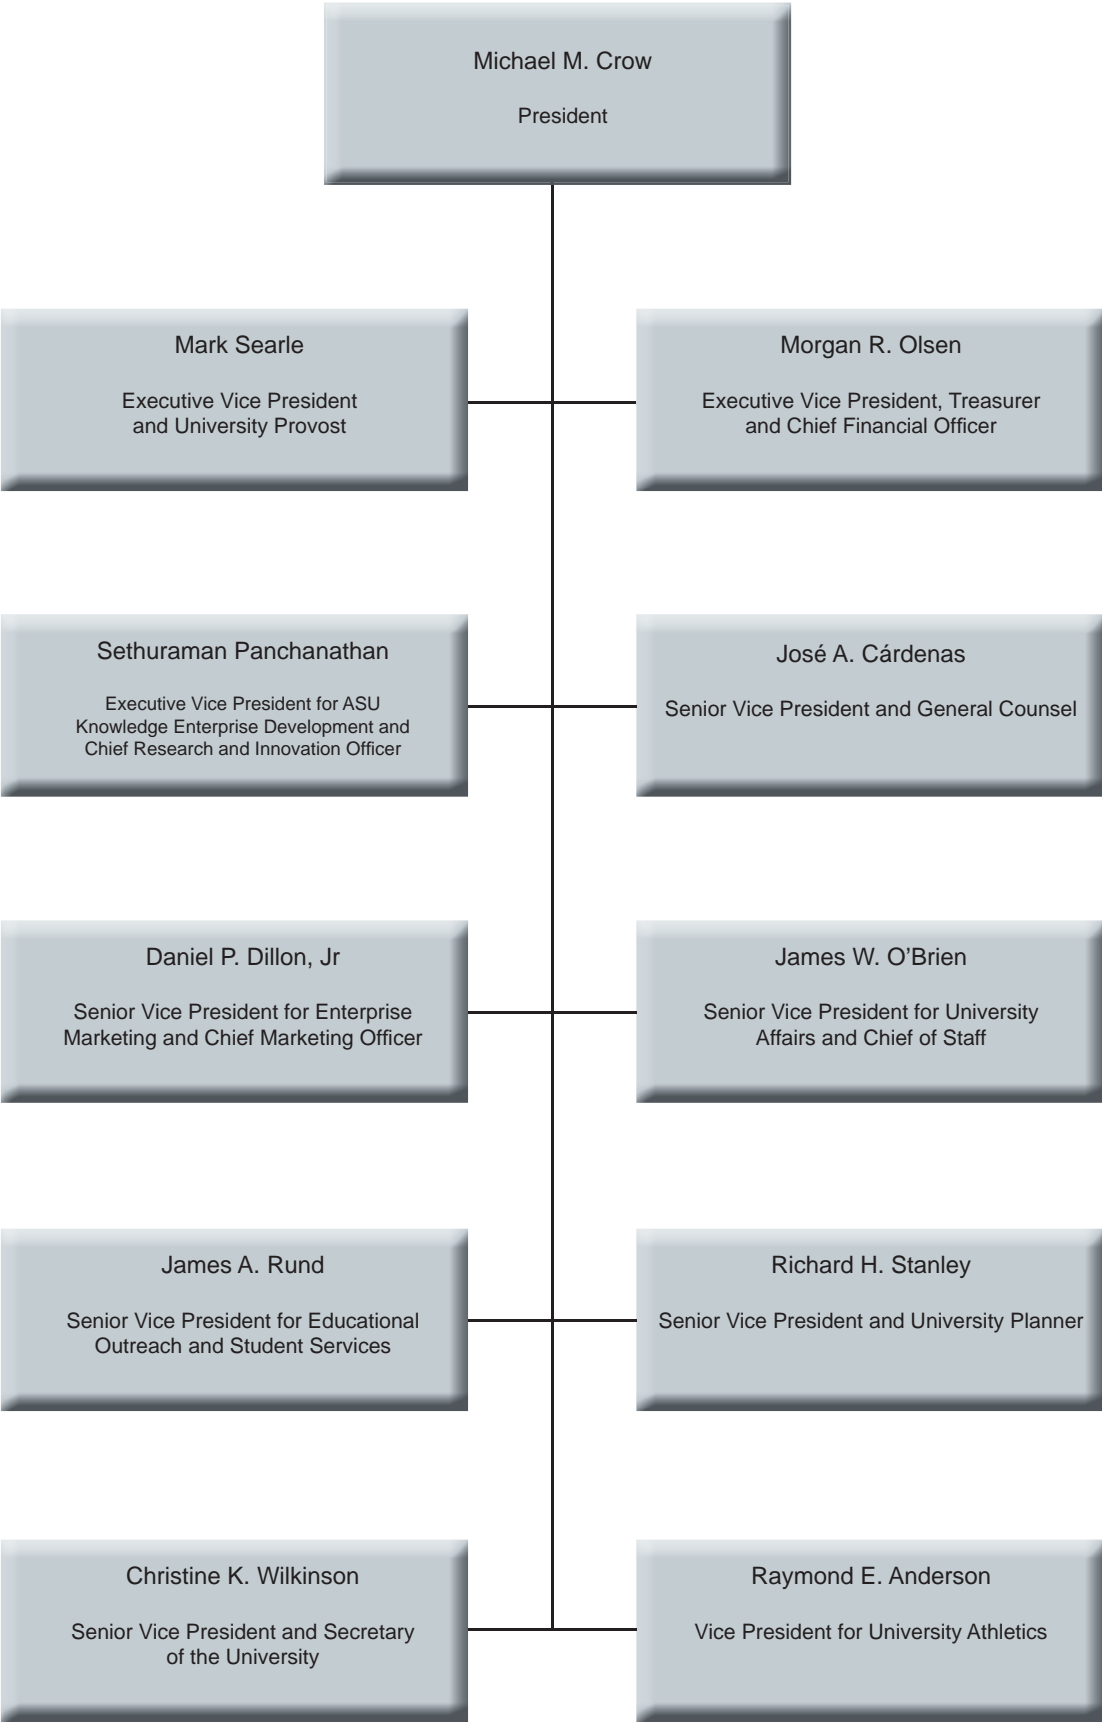 Michael M. Crow
President
Mark Searle
Executive Vice President
and University Provost
Morgan R. Olsen
Executive Vice President, Treasurer
and Chief Financial Officer
Sethuraman Panchanathan
Executive Vice President for ASU
Knowledge Enterprise Development and
Chief Research and Innovation Officer
José A. Cárdenas
Senior Vice President and General Counsel
Daniel P. Dillon, Jr
Senior Vice President for Enterprise
Marketing and Chief Marketing Officer
James W. O’Brien
Senior Vice President for University
Affairs and Chief of Staff
James A. Rund
Senior Vice President for Educational
Outreach and Student Services
Richard H. Stanley
Senior Vice President and University Planner
Christine K. Wilkinson
Senior Vice President and Secretary
of the University
Raymond E. Anderson
Vice President for University Athletics